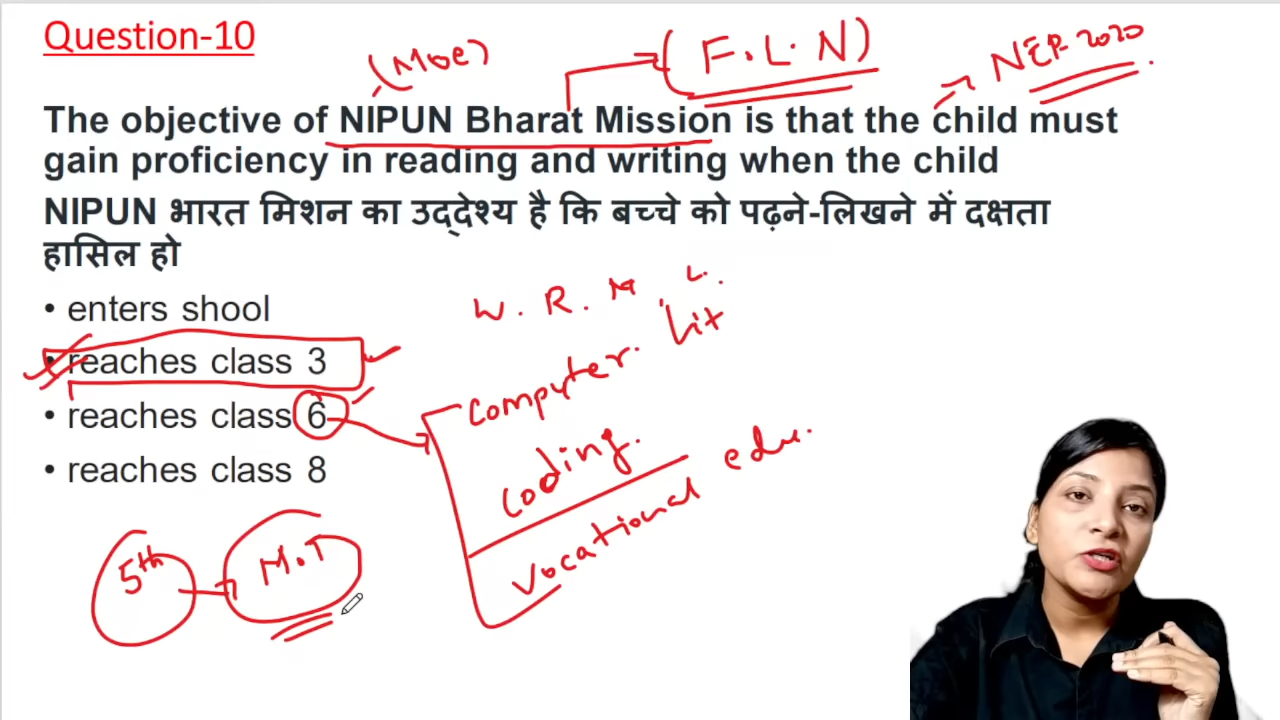 Question-10
(MoE)
(F.L.N)
NEP-2020
The objective of NIPUN Bharat Mission is that the child must
gain proficiency in reading and writing when the child
NIPUN भारत मिशन का उद्देश्य है कि बच्चे को पढ़ने-लिखने में दक्षता
हासिल हो
• enters shool
• reaches class 3
• reaches class 6
• reaches class 8
W. R. M L.
Computer. Lit
Coding.
Vocational edu.
5th
M.T